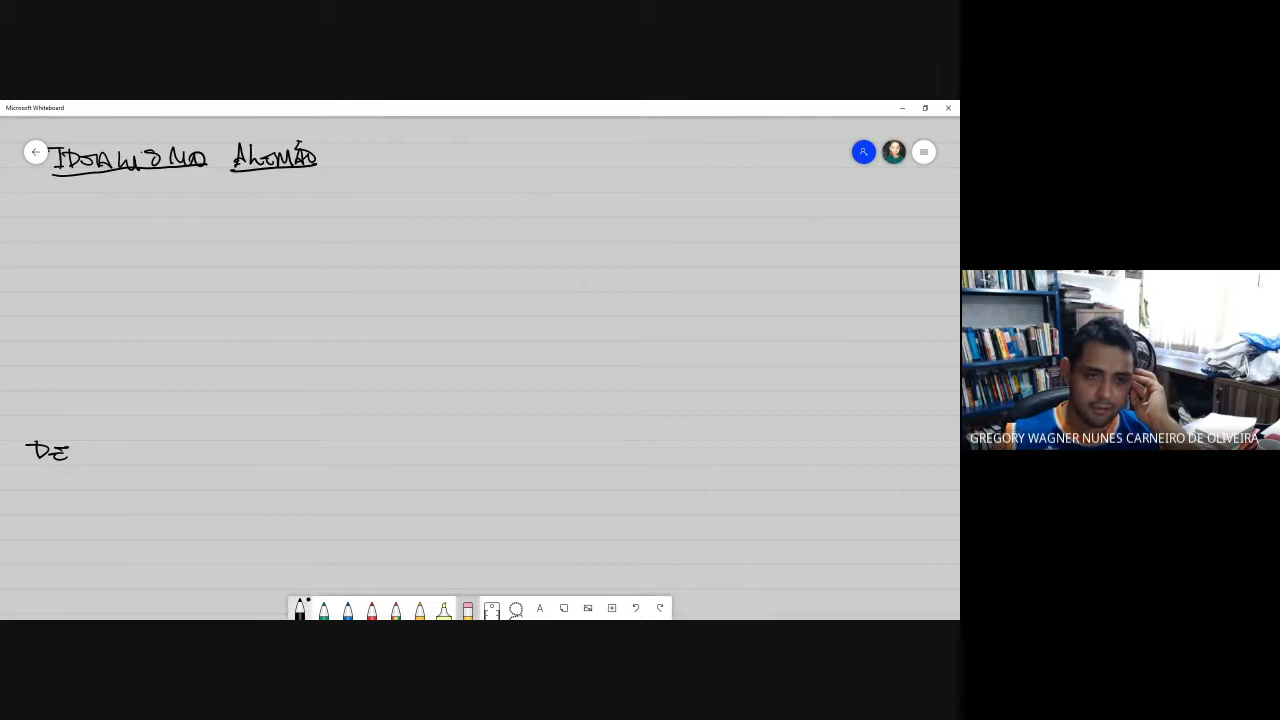 Microsoft Whiteboard
IDEALISMO ALEMÃO
DE
A
GREGORY WAGNER NUNES CARNEIRO DE OLIVEIRA